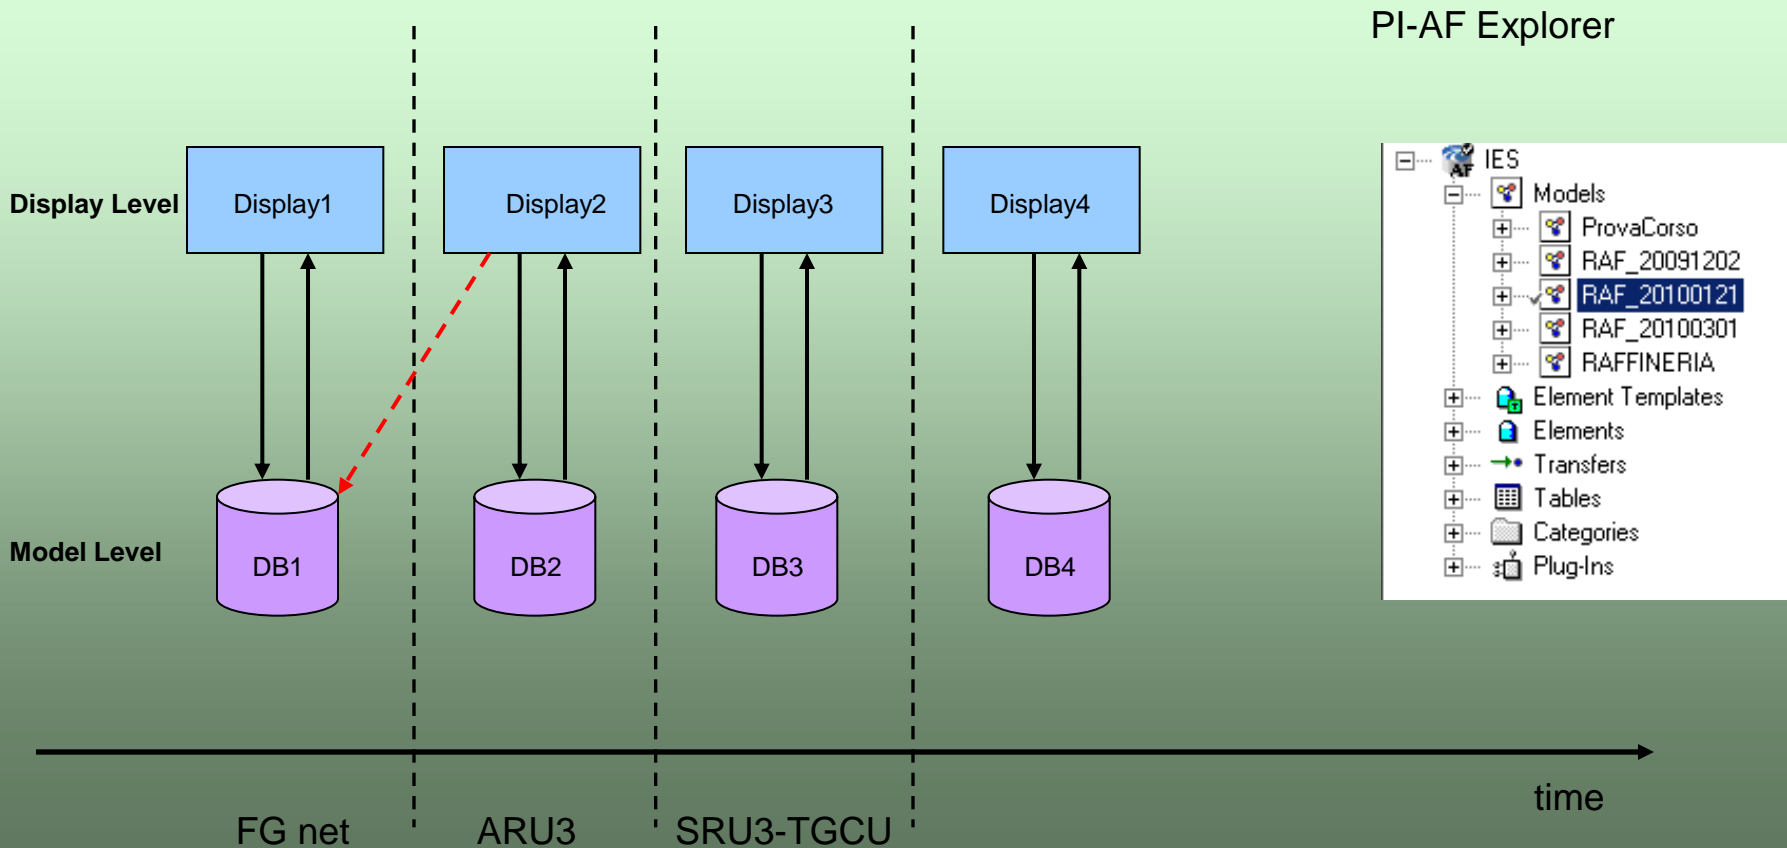 PI-AF Explorer
Display Level
Display1
Display2
Display3
Display4
Model Level
DB1
DB2
DB3
DB4
time
FG net
ARU3
SRU3-TGCU
AF
IES
Models
ProvaCorso
RAF_20091202
RAF_20100121
RAF_20100301
RAFFINERIA
Element Templates
Elements
Transfers
Tables
Categories
Plug-Ins